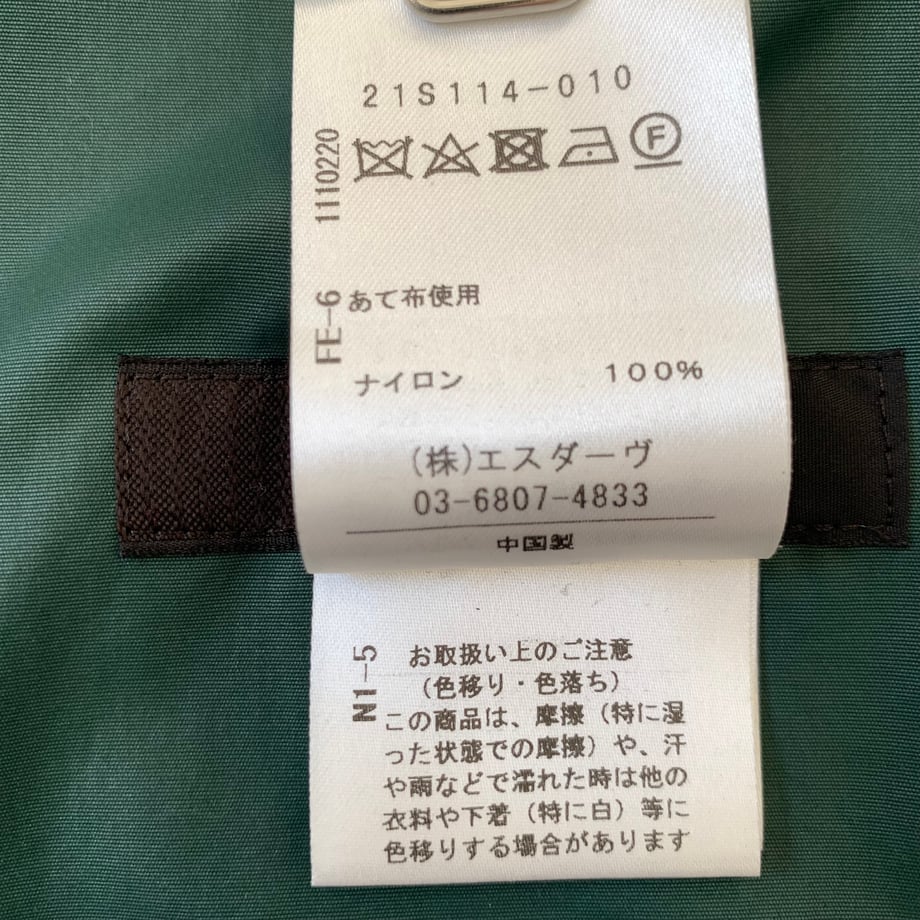 21S114-010
F
1110220
FE-6
あて布使用
ナイロン 100%
(株)エスダーヴ
03-6807-4833
中国製
N1-5
お取扱い上のご注意
(色移り・色落ち)
この商品は、摩擦(特に湿
った状態での摩擦)や、汗
や雨などで濡れた時は他の
衣料や下着(特に白)等に
色移りする場合があります